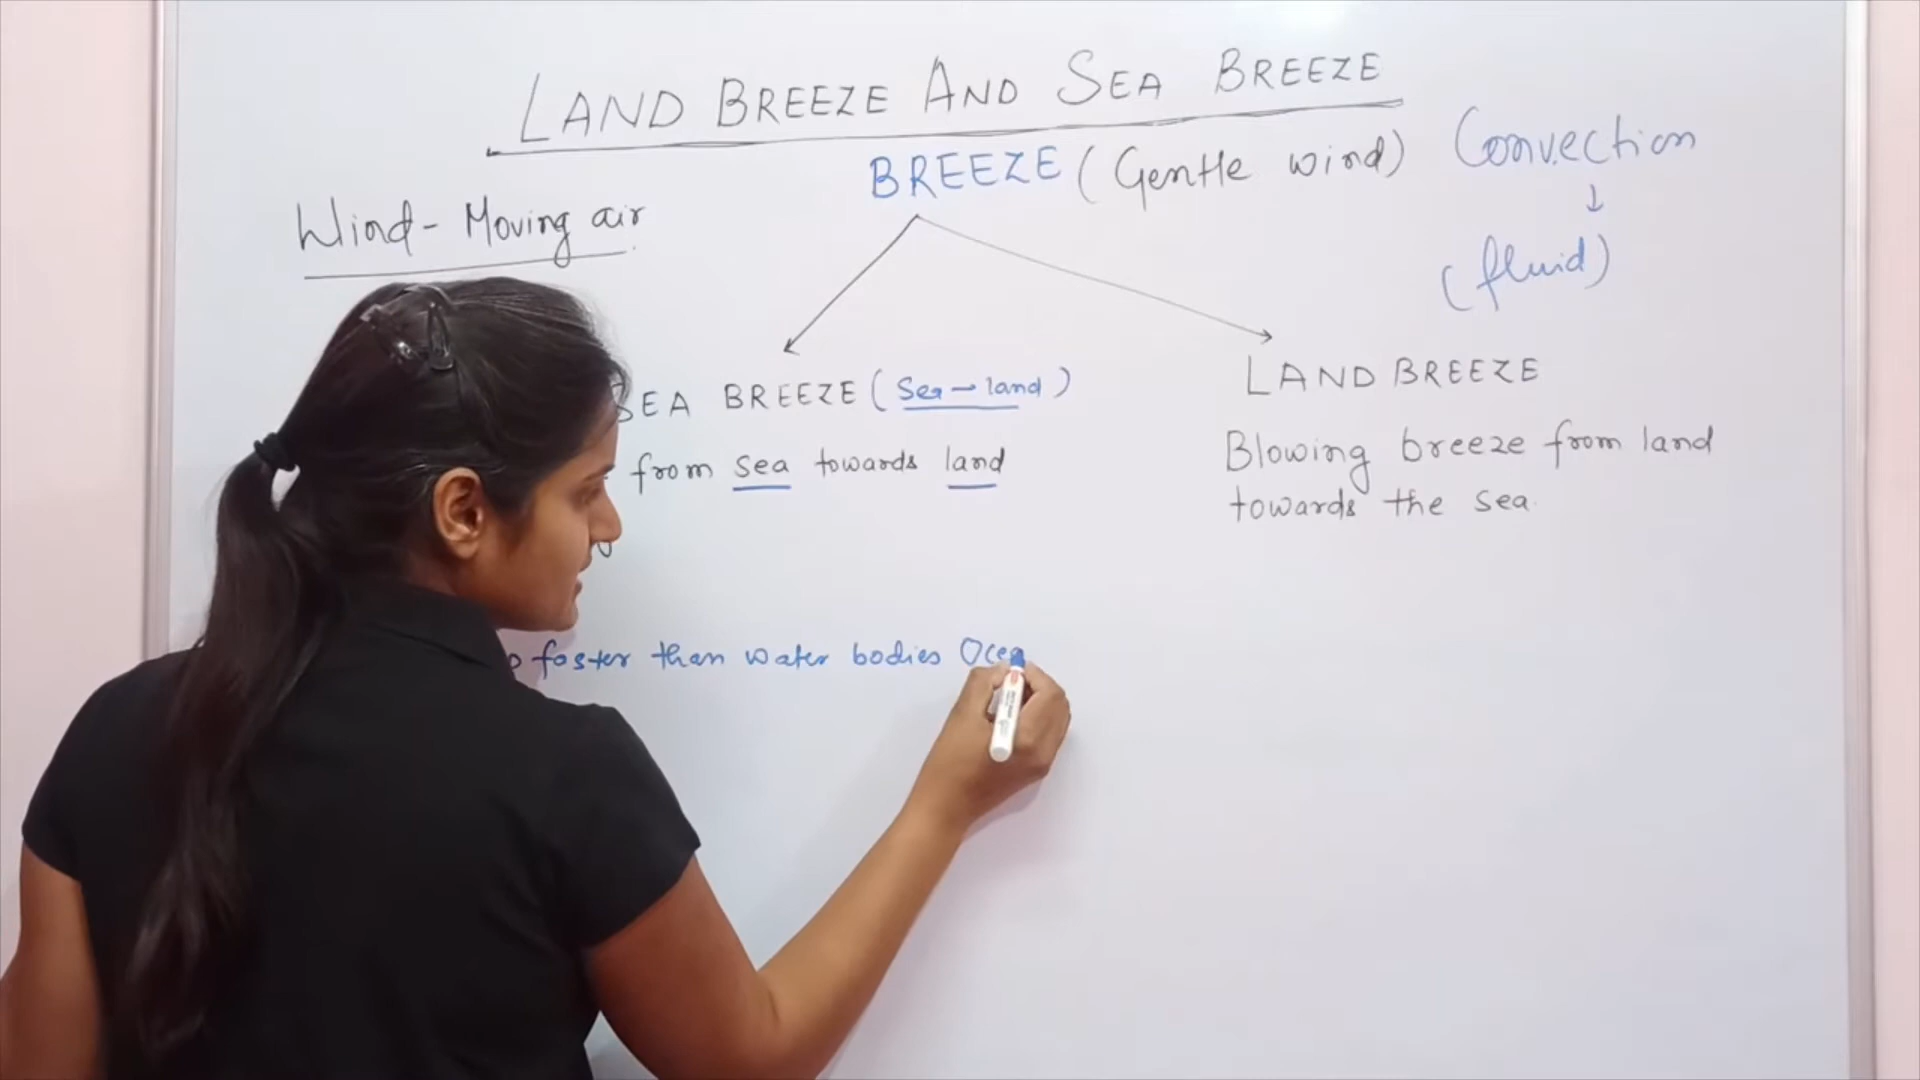 LAND BREEZE AND SEA BREEZE
BREEZE (Gentle wind)
Convection
↓
(fluid)
Wind - Moving air
SEA BREEZE (Sea → land)
from sea towards land
faster than water bodies Ocea
LAND BREEZE
Blowing breeze from land
towards the sea.